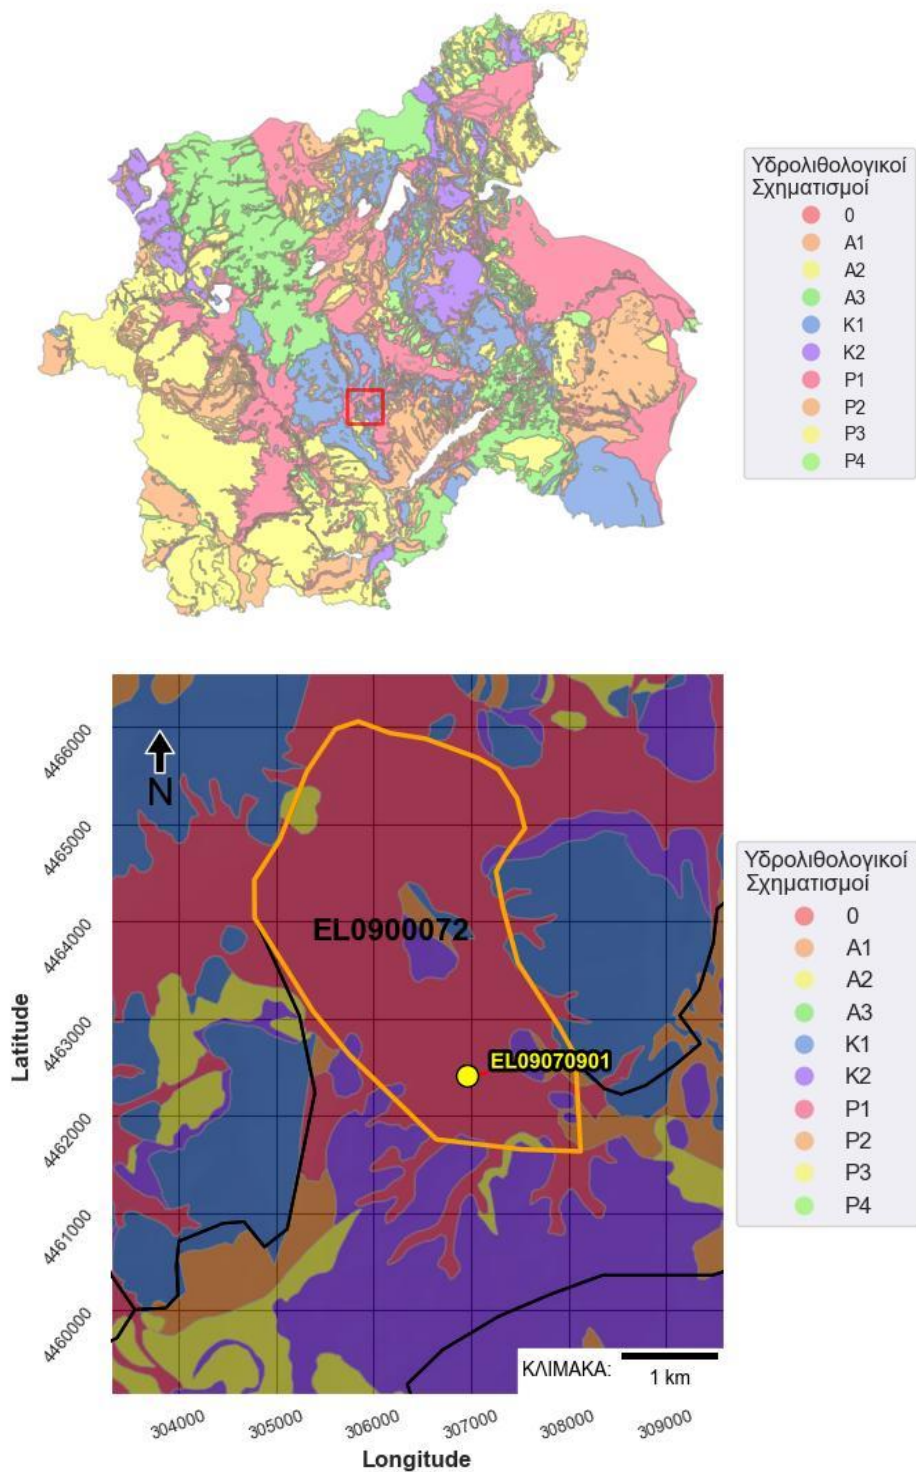 Υδρολιθολογικοί
Σχηματισμοί
0
A1
A2
A3
K1
K2
P1
P2
P3
P4
4466000
4465000
4464000
4463000
4462000
4461000
4460000
Latitude
N
EL0900072
EL09070901
ΚΛΙΜΑΚΑ:
1 km
304000
305000
306000
307000
308000
309000
Longitude
Υδρολιθολογικοί
Σχηματισμοί
0
A1
A2
A3
K1
K2
P1
P2
P3
P4